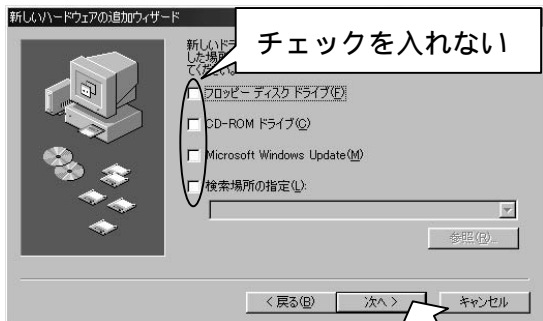 新しいハードウェアの追加ウィザード
チェックを入れない
新しいドラ
した場所
てください
フロッピー ディスク ドライブ(F)
CD-ROM ドライブ(C)
Microsoft Windows Update(M)
検索場所の指定(L):
参照(R)...
< 戻る(B)
次へ >
キャンセル